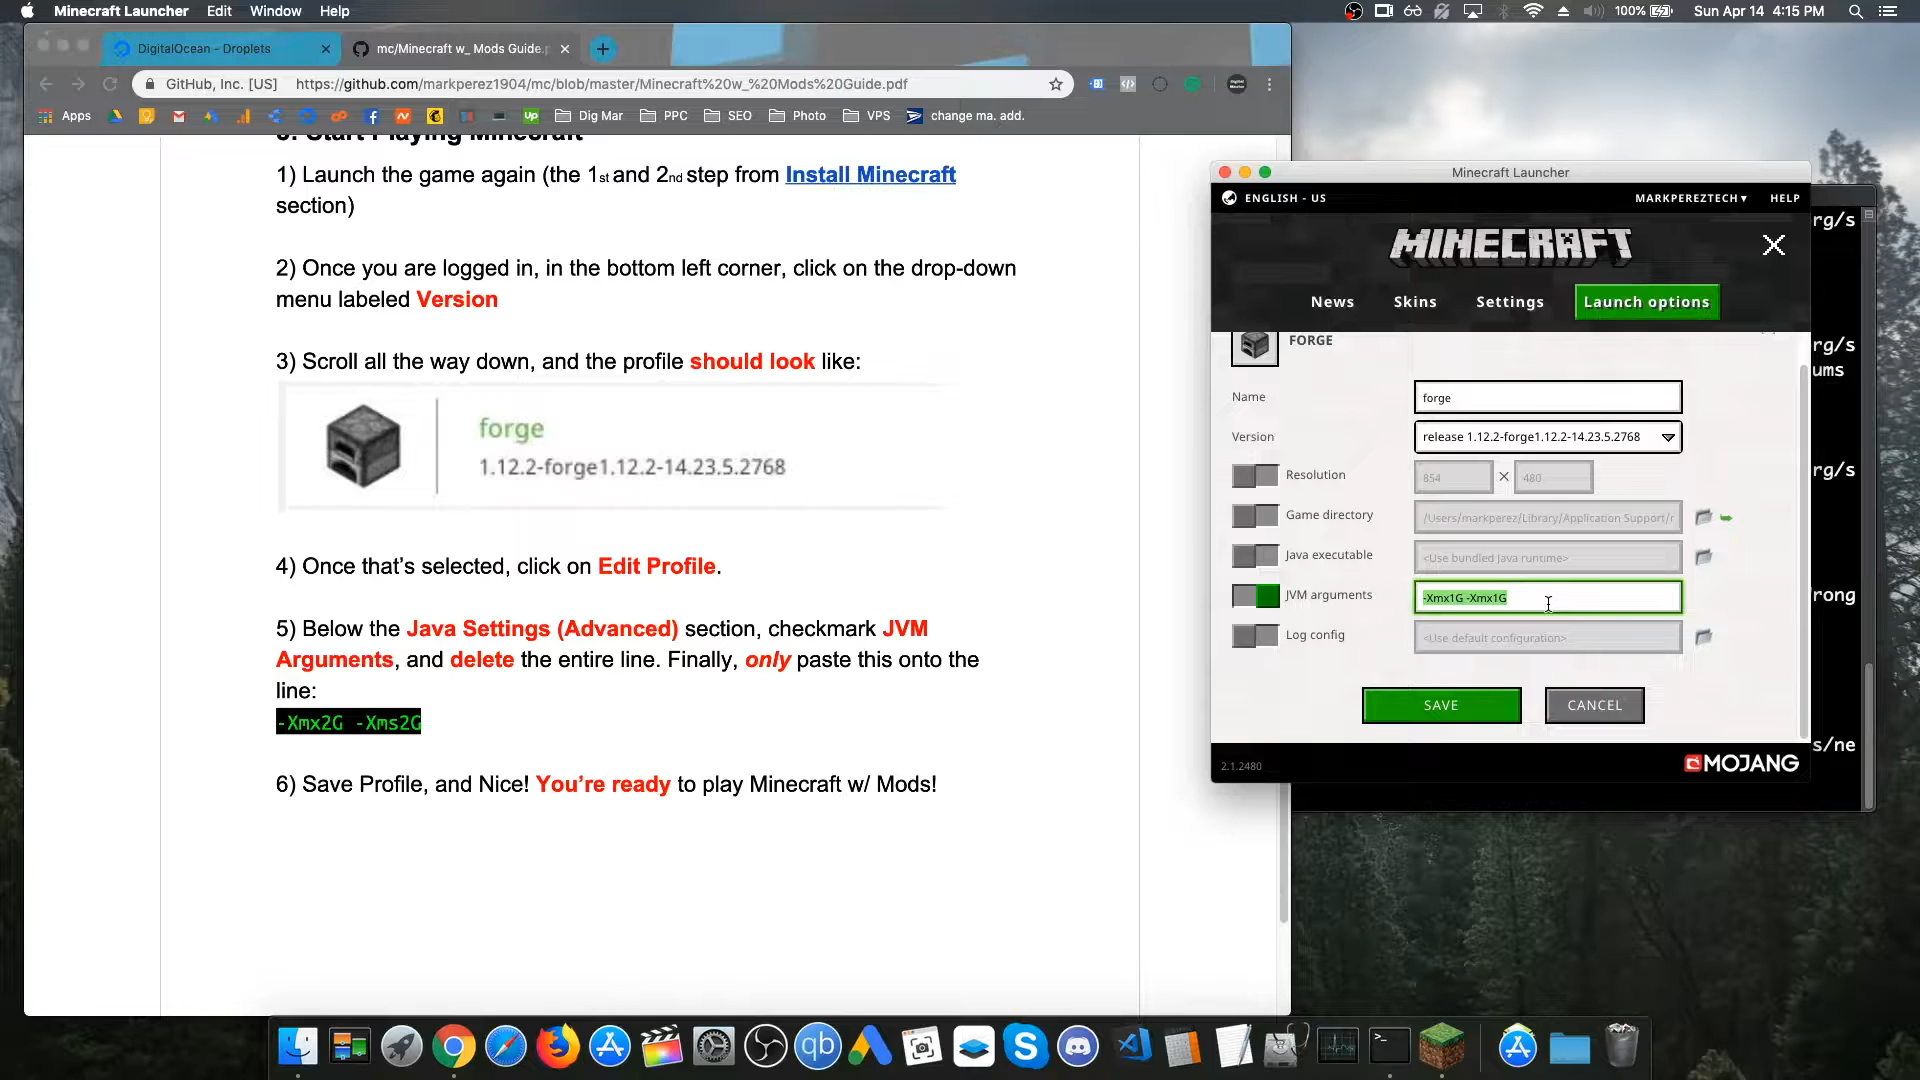 Minecraft Launcher Edit Window Help
100% Sun Apr 14 4:15 PM
DigitalOcean - Droplets
mc/Minecraft w_ Mods Guide.p
GitHub, Inc. [US] https://github.com/markperez1904/mc/blob/master/Minecraft%20w_%20Mods%20Guide.pdf
Apps Dig Mar PPC SEO Photo VPS change ma. add.
1) Launch the game again (the 1st and 2nd step from Install Minecraft
section)
2) Once you are logged in, in the bottom left corner, click on the drop-down
menu labeled Version
3) Scroll all the way down, and the profile should look like:
forge
1.12.2-forge1.12.2-14.23.5.2768
4) Once that's selected, click on Edit Profile.
5) Below the Java Settings (Advanced) section, checkmark JVM
Arguments, and delete the entire line. Finally, only paste this onto the
line:
-Xmx2G -Xms2G
6) Save Profile, and Nice! You're ready to play Minecraft w/ Mods!
Minecraft Launcher
ENGLISH - US MARKPEREZTECH HELP
MINECRAFT
News Skins Settings Launch options
FORGE
Name forge
Version release 1.12.2-forge1.12.2-14.23.5.2768
Resolution 854 × 480
Game directory /Users/markperez/Library/Application Support/r
Java executable <Use bundled Java runtime>
JVM arguments -Xmx1G -Xmx1G
Log config <Use default configuration>
SAVE CANCEL
2.1.2480 MOJANG
rg/s
rg/s
ums
rg/s
rong
s/ne